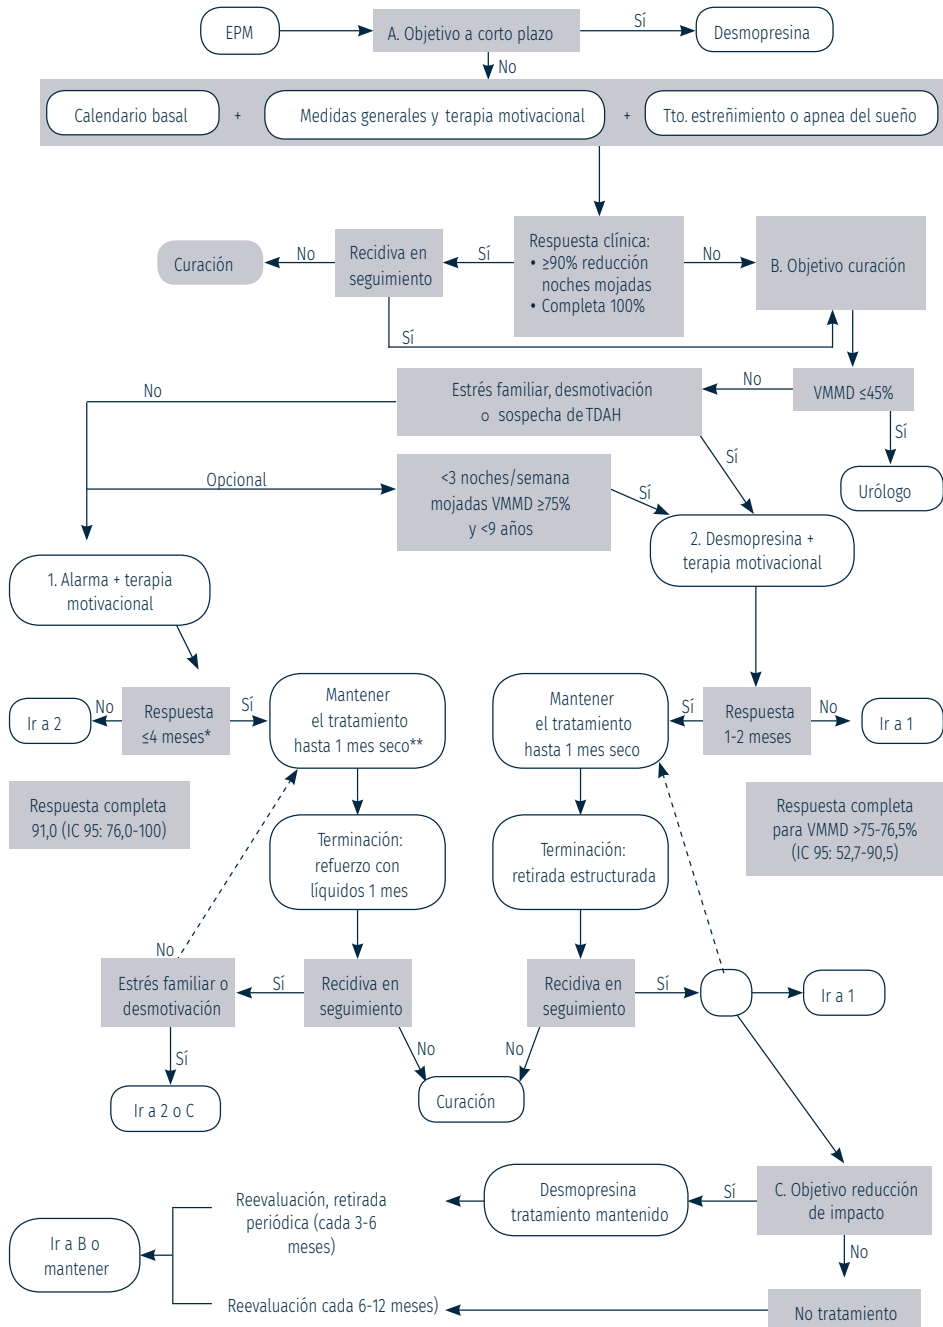 EPM
A. Objetivo a corto plazo
Sí
Desmopresina
No
Calendario basal
+
Medidas generales y terapia motivacional
+
Tto. estreñimiento o apnea del sueño
Curación
No
Recidiva en
seguimiento
Sí
Respuesta clínica:
• ≥90% reducción
noches mojadas
• Completa 100%
No
B. Objetivo curación
Sí
No
Estrés familiar, desmotivación
o sospecha de TDAH
No
VMMD ≤45%
Sí
Sí
Urólogo
Opcional
<3 noches/semana
mojadas VMMD ≥75%
y <9 años
Sí
2. Desmopresina +
terapia motivacional
1. Alarma + terapia
motivacional
Ir a 2
No
Respuesta
≤4 meses*
Sí
Mantener
el tratamiento
hasta 1 mes seco**
Mantener
el tratamiento
hasta 1 mes seco
Sí
Respuesta
1-2 meses
No
Ir a 1
Respuesta completa
91,0 (IC 95: 76,0-100)
Respuesta completa
para VMMD >75-76,5%
(IC 95: 52,7-90,5)
Terminación:
refuerzo con
líquidos 1 mes
Terminación:
retirada estructurada
No
Estrés familiar o
desmotivación
Sí
Recidiva en
seguimiento
Recidiva en
seguimiento
Sí
Ir a 1
Sí
No
No
Ir a 2 o C
Curación
C. Objetivo reducción
de impacto
Sí
Desmopresina
tratamiento mantenido
Reevaluación, retirada
periódica (cada 3-6
meses)
Ir a B o
mantener
No
Reevaluación cada 6-12 meses)
No tratamiento